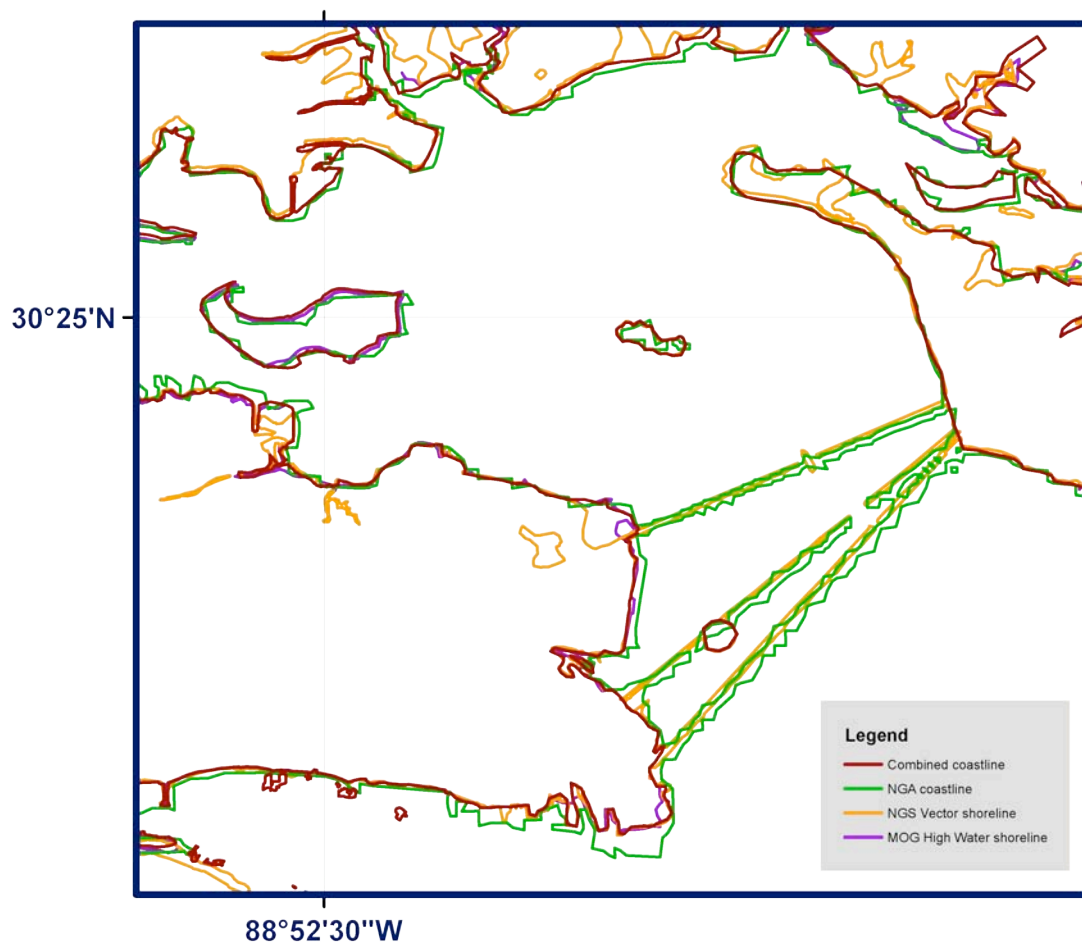 30°25'N
Legend
Combined coastline
NGA coastline
NGS Vector shoreline
MOG High Water shoreline
88°52'30"W